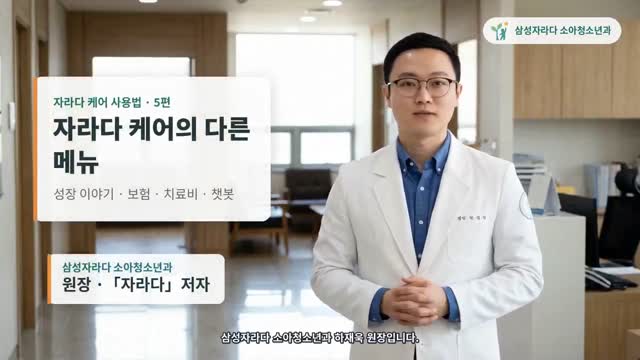 삼성자라다 소아청소년과
자라다 케어 사용법 · 5편
자라다 케어의 다른
메뉴
성장 이야기 · 보험 · 치료비 · 챗봇
삼성자라다 소아청소년과
원장 · 「자라다」 저자
삼성자라다 소아청소년과 하재욱 원장입니다.